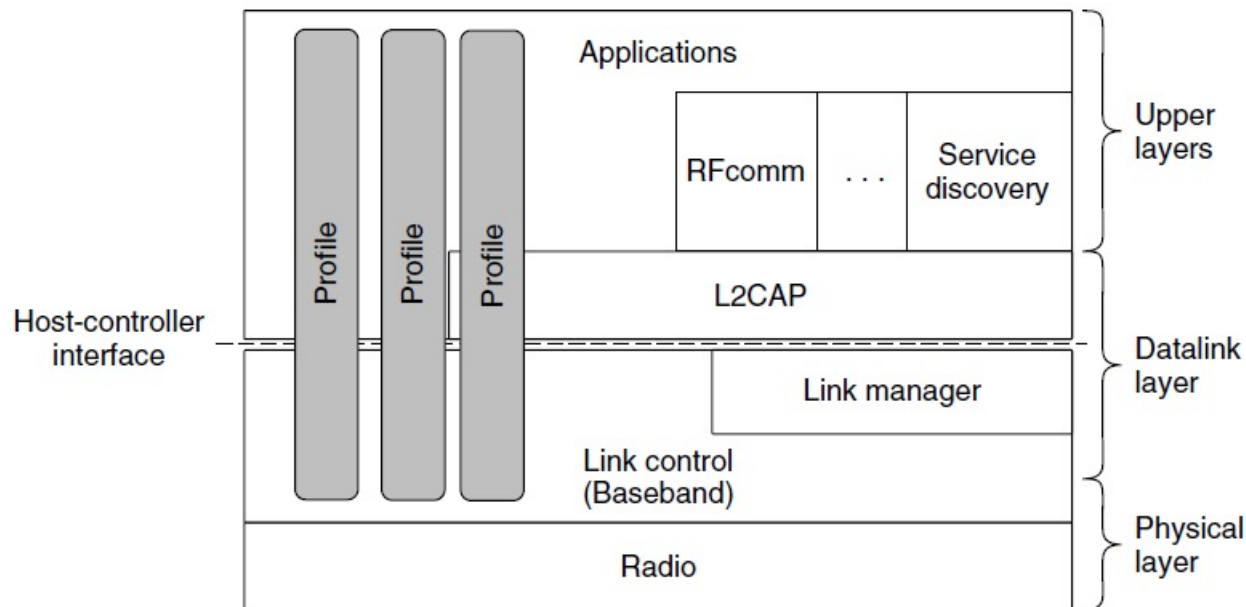 Applications
Upper
layers
RFcomm
. . .
Service
discovery
Profile
Profile
Profile
L2CAP
Host-controller
interface
Datalink
layer
Link manager
Link control
(Baseband)
Physical
layer
Radio